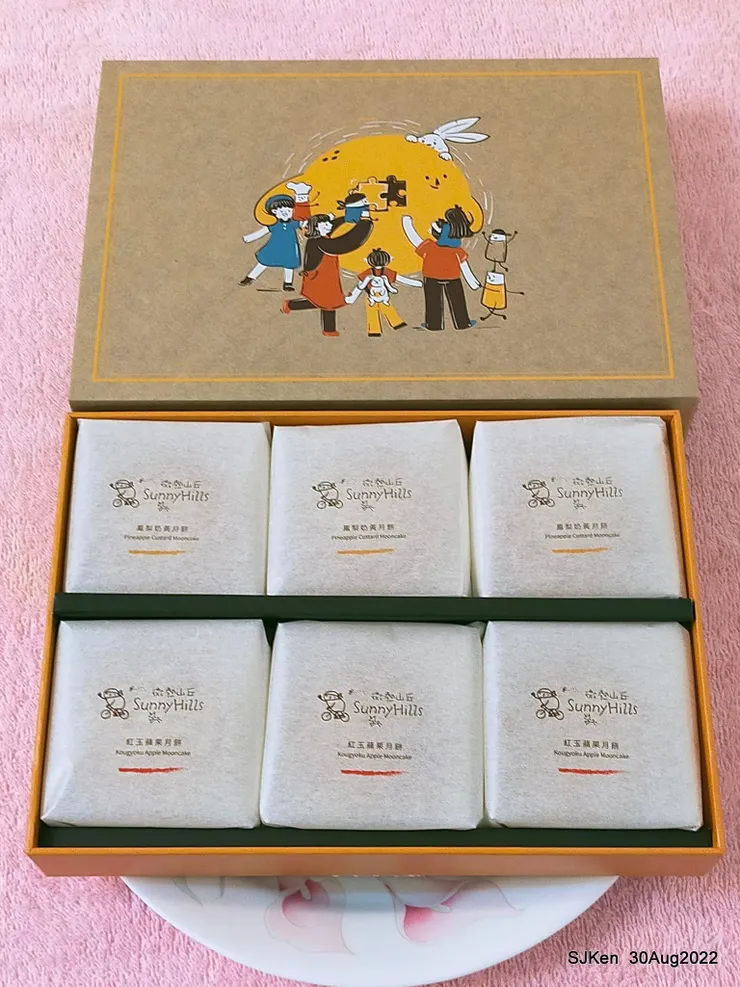 微熱山丘
SunnyHills
鳳梨奶黃月餅
Pineapple Custard Mooncake
微熱山丘
SunnyHills
鳳梨奶黃月餅
Pineapple Custard Mooncake
微熱山丘
SunnyHills
鳳梨奶黃月餅
Pineapple Custard Mooncake
微熱山丘
SunnyHills
紅玉蘋果月餅
Kougyoku Apple Mooncake
微熱山丘
SunnyHills
紅玉蘋果月餅
Kougyoku Apple Mooncake
微熱山丘
SunnyHills
紅玉蘋果月餅
Kougyoku Apple Mooncake
SJKen 30Aug2022